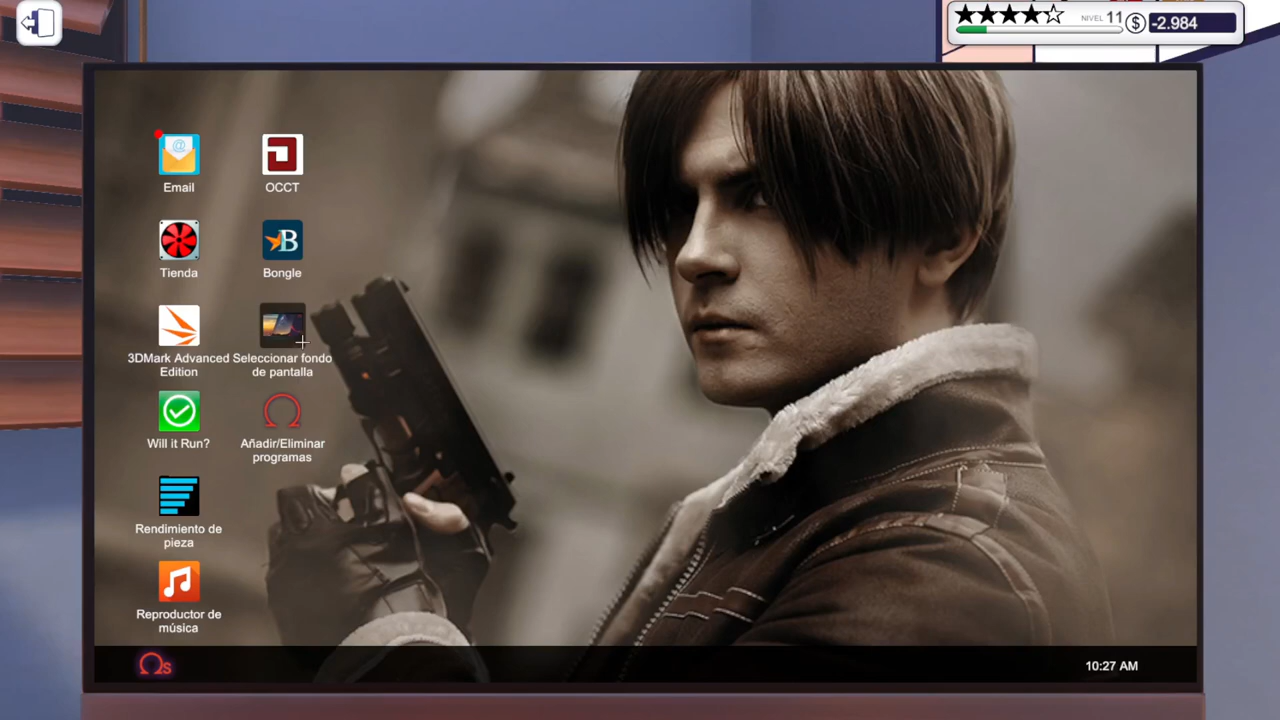 NIVEL 11
$ -2.984
Email
OCCT
Tienda
B
Bongle
3DMark Advanced
Edition
Seleccionar fondo
de pantalla
Will it Run?
Añadir/Eliminar
programas
Rendimiento de
pieza
Reproductor de
música
Ωs
10:27 AM